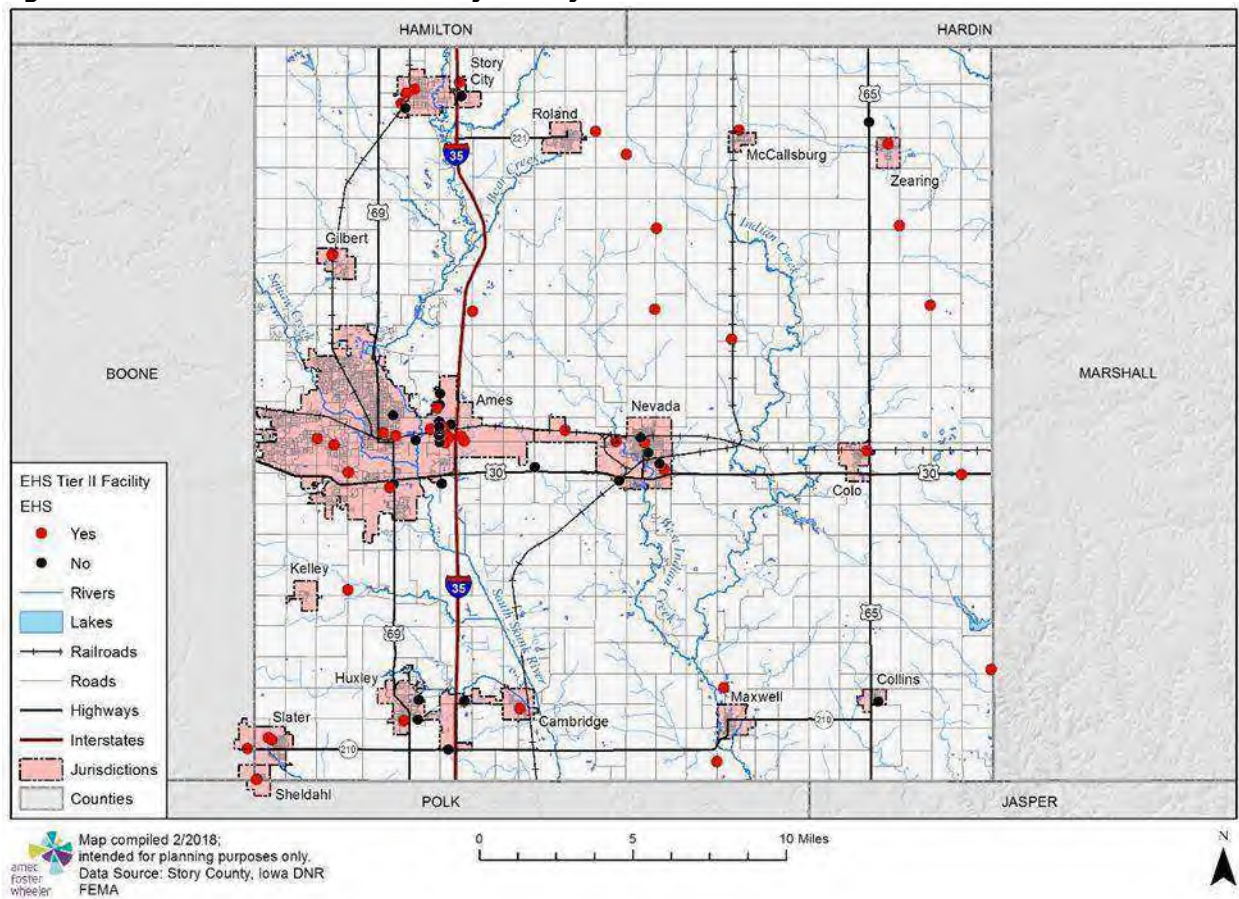 HAMILTON
HARDIN
Story
City
65
Roland
221
McCallsburg
35
Zearing
Bear Creek
69
Indian Creek
Gilbert
Squaw Creek
BOONE
MARSHALL
Ames
Nevada
30
30
Colo
EHS Tier II Facility
EHS
Yes
No
Rivers
Lakes
Railroads
Roads
Highways
Interstates
Jurisdictions
Counties
Kelley
35
West Indian
Creek
South Skunk River
65
69
Huxley
Maxwell
Collins
Cambridge
210
Slater
210
Sheldahl
POLK
JASPER
amec
foster
wheeler
Map compiled 2/2018;
intended for planning purposes only.
Data Source: Story County, Iowa DNR
FEMA
0 5 10 Miles
N